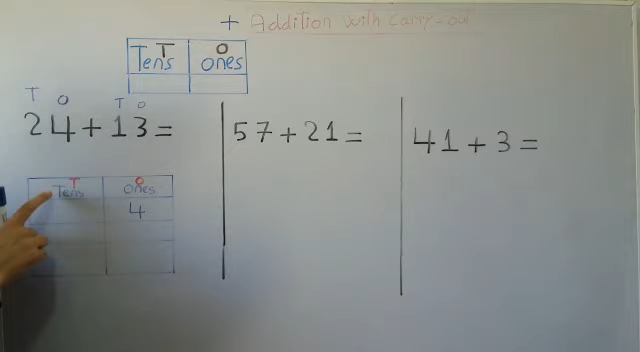 + Addition with Carry-out
T O
Tens ones
T O T O
24+13=
57+21=
41+3=
T O
Tens ones
4